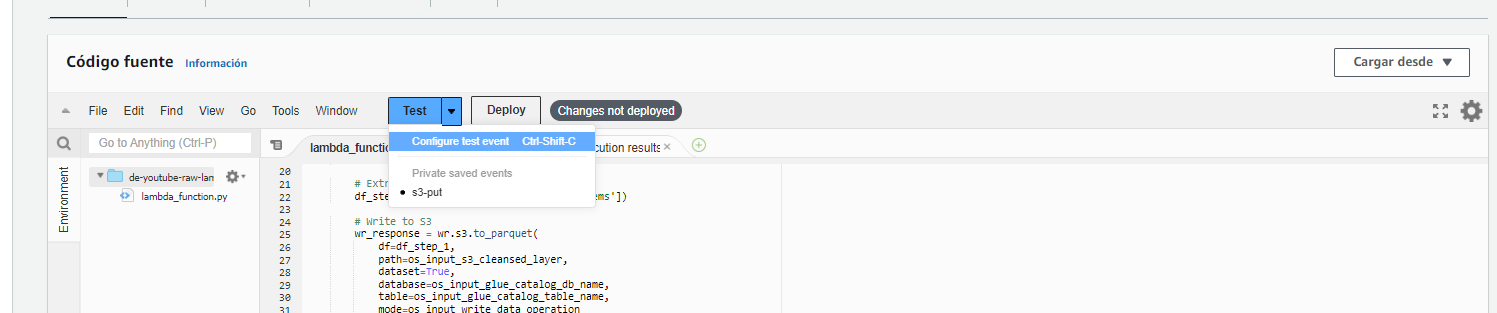 Código fuente Información
Cargar desde ▼
File Edit Find View Go Tools Window Test Deploy Changes not deployed
Go to Anything (Ctrl-P)
Configure test event Ctrl-Shift-C
Private saved events
s3-put
Environment
de-youtube-raw-lam
lambda_function.py
lambda_func
cution results ×
20
21 # Extr
22 df_ste ems'])
23
24 # Write to S3
25 wr_response = wr.s3.to_parquet(
26 df=df_step_1,
27 path=os_input_s3_cleansed_layer,
28 dataset=True,
29 database=os_input_glue_catalog_db_name,
30 table=os_input_glue_catalog_table_name,
31 mode=os_input_write_data_operation